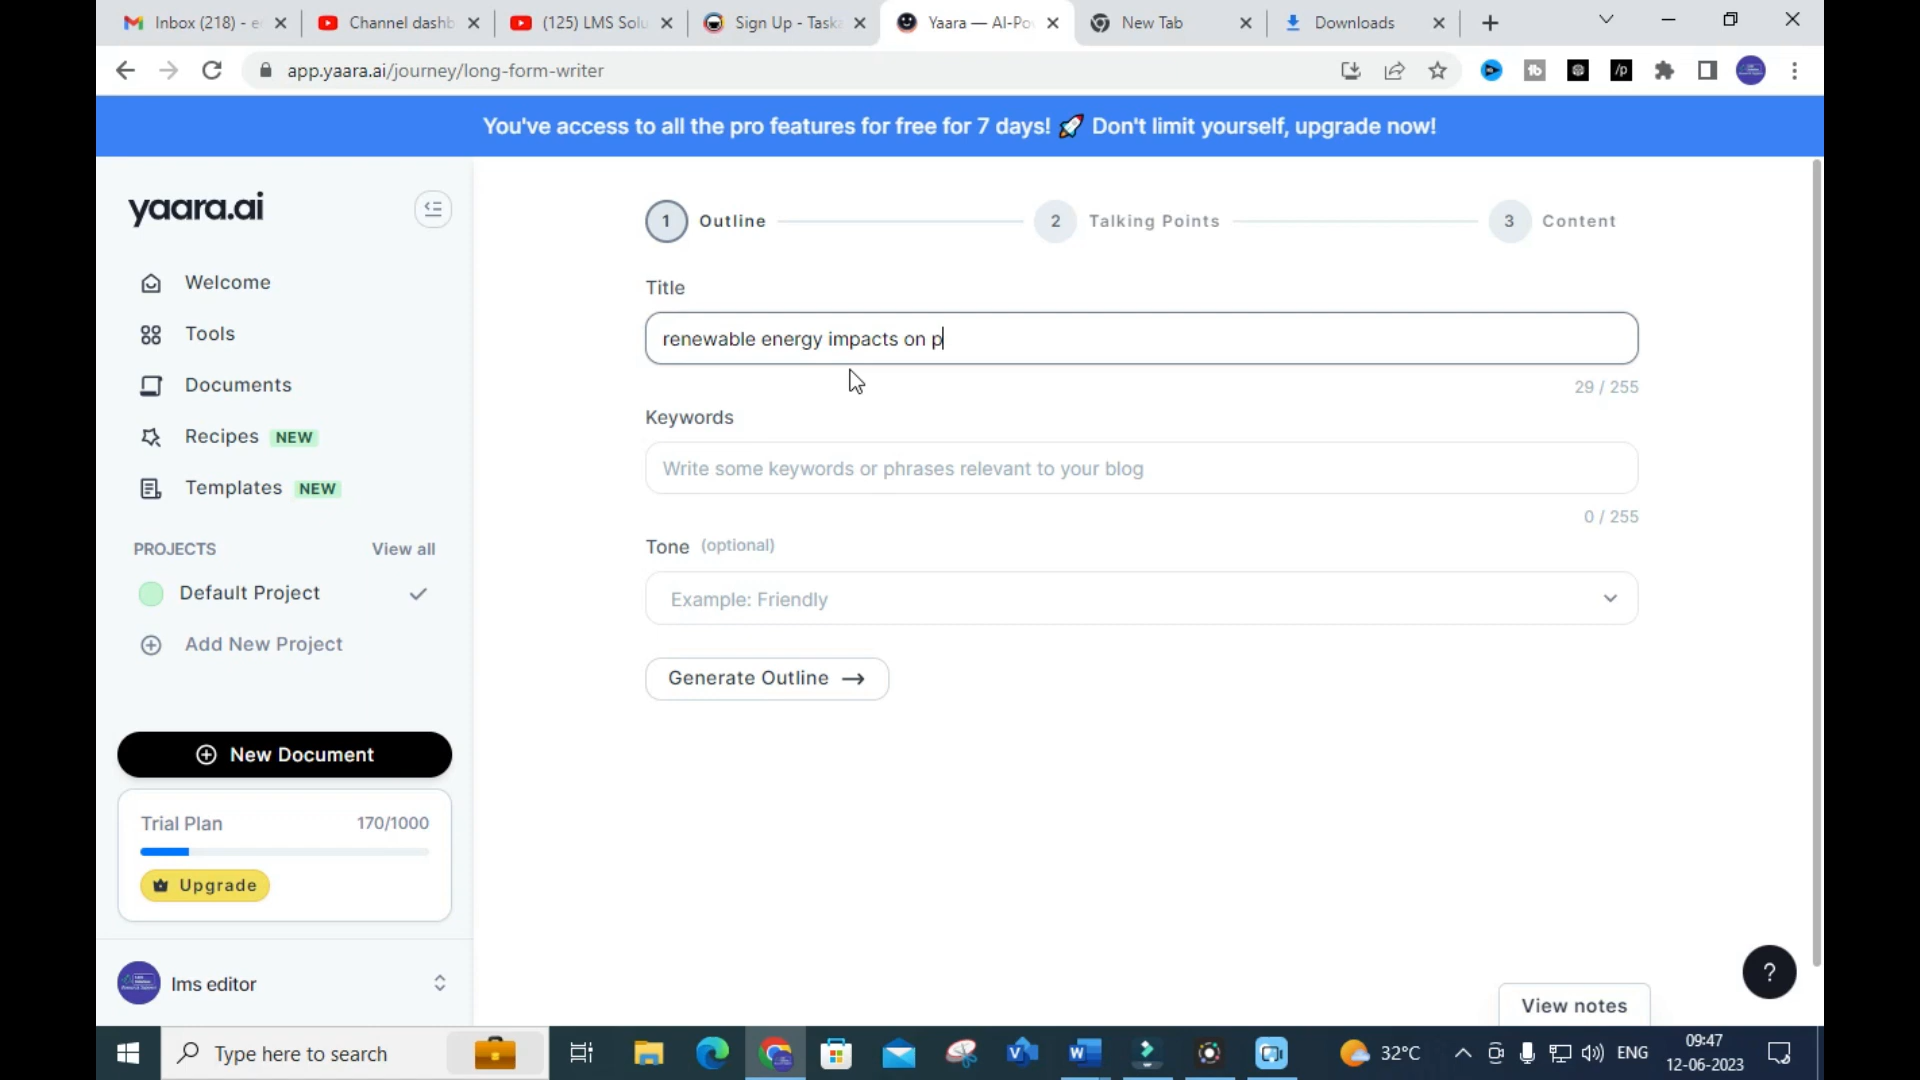 Inbox (218) - e
Channel dashb
(125) LMS Solu
Sign Up - Taska
Yaara — AI-Po
New Tab
Downloads
app.yaara.ai/journey/long-form-writer
You've access to all the pro features for free for 7 days! 🚀 Don't limit yourself, upgrade now!
yaara.ai
Welcome
Tools
Documents
Recipes NEW
Templates NEW
PROJECTS View all
Default Project
Add New Project
New Document
Trial Plan 170/1000
Upgrade
lms editor
1 Outline 2 Talking Points 3 Content
Title
renewable energy impacts on p
29 / 255
Keywords
Write some keywords or phrases relevant to your blog
0 / 255
Tone (optional)
Example: Friendly
Generate Outline →
?
View notes
Type here to search
32°C
ENG
09:47
12-06-2023